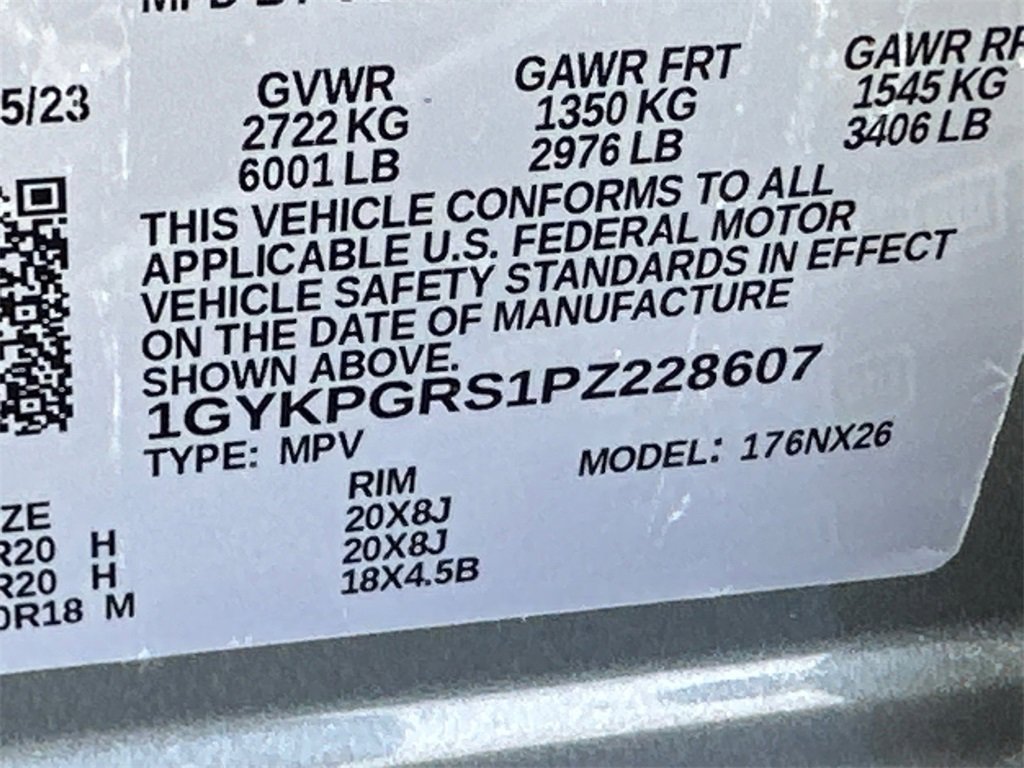 5/23
GVWR GAWR FRT GAWR RR
2722 KG 1350 KG 1545 KG
6001 LB 2976 LB 3406 LB
THIS VEHICLE CONFORMS TO ALL
APPLICABLE U.S. FEDERAL MOTOR
VEHICLE SAFETY STANDARDS IN EFFECT
ON THE DATE OF MANUFACTURE
SHOWN ABOVE.
1GYKPGRS1PZ228607
TYPE: MPV MODEL: 176NX26
ZE RIM
R20 H 20X8J
R20 H 20X8J
0R18 M 18X4.5B